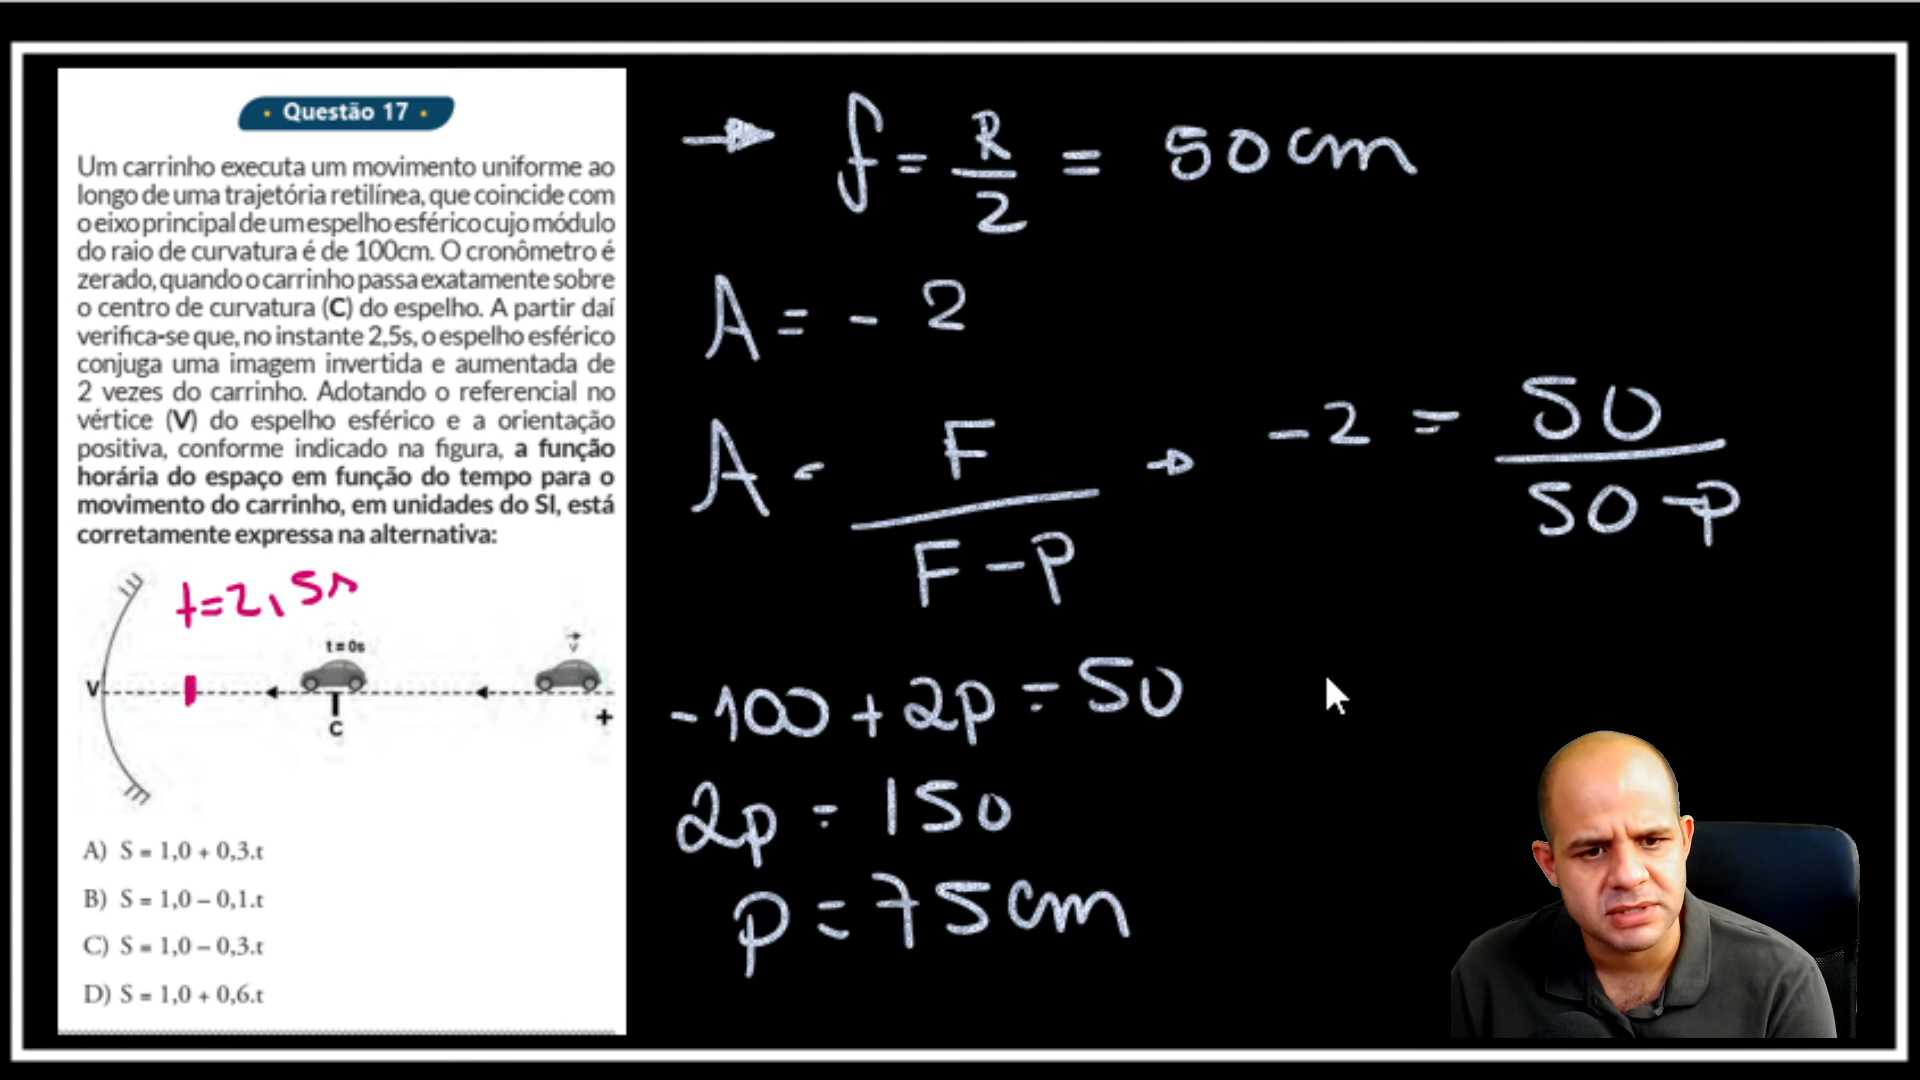 • Questão 17 •
Um carrinho executa um movimento uniforme ao
longo de uma trajetória retilínea, que coincide com
o eixo principal de um espelho esférico cujo módulo
do raio de curvatura é de 100cm. O cronômetro é
zerado, quando o carrinho passa exatamente sobre
o centro de curvatura (C) do espelho. A partir daí
verifica-se que, no instante 2,5s, o espelho esférico
conjuga uma imagem invertida e aumentada de
2 vezes do carrinho. Adotando o referencial no
vértice (V) do espelho esférico e a orientação
positiva, conforme indicado na figura, a função
horária do espaço em função do tempo para o
movimento do carrinho, em unidades do SI, está
corretamente expressa na alternativa:
t=2,5s
t = 0s
v
V
+
C
A) S = 1,0 + 0,3.t
B) S = 1,0 – 0,1.t
C) S = 1,0 – 0,3.t
D) S = 1,0 + 0,6.t
f = R/2 = 50cm
A = - 2
A = F/(F-P) → -2 = 50/(50-P)
-100 + 2p = 50
2p = 150
p = 75cm